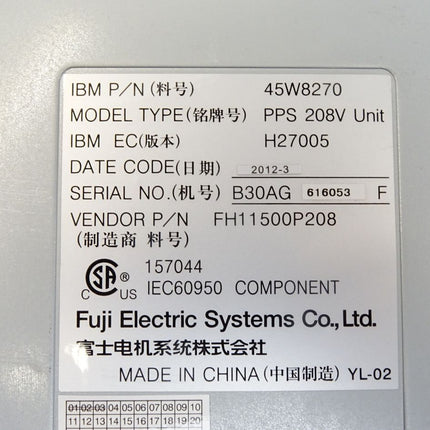 IBM P/N (料号) 45W8270
MODEL TYPE(铭牌号) PPS 208V Unit
IBM EC(版本) H27005
DATE CODE(日期) 2012-3
SERIAL NO.(机号) B30AG 616053 F
VENDOR P/N FH11500P208
(制造商 料号)
CSA ® 157044
C US IEC60950 COMPONENT
Fuji Electric Systems Co.,Ltd.
富士电机系统株式会社
MADE IN CHINA (中国制造) YL-02
01 02 03 04 05 06 07 08 09 10
11 12 13 14 15 16 17 18 19 20